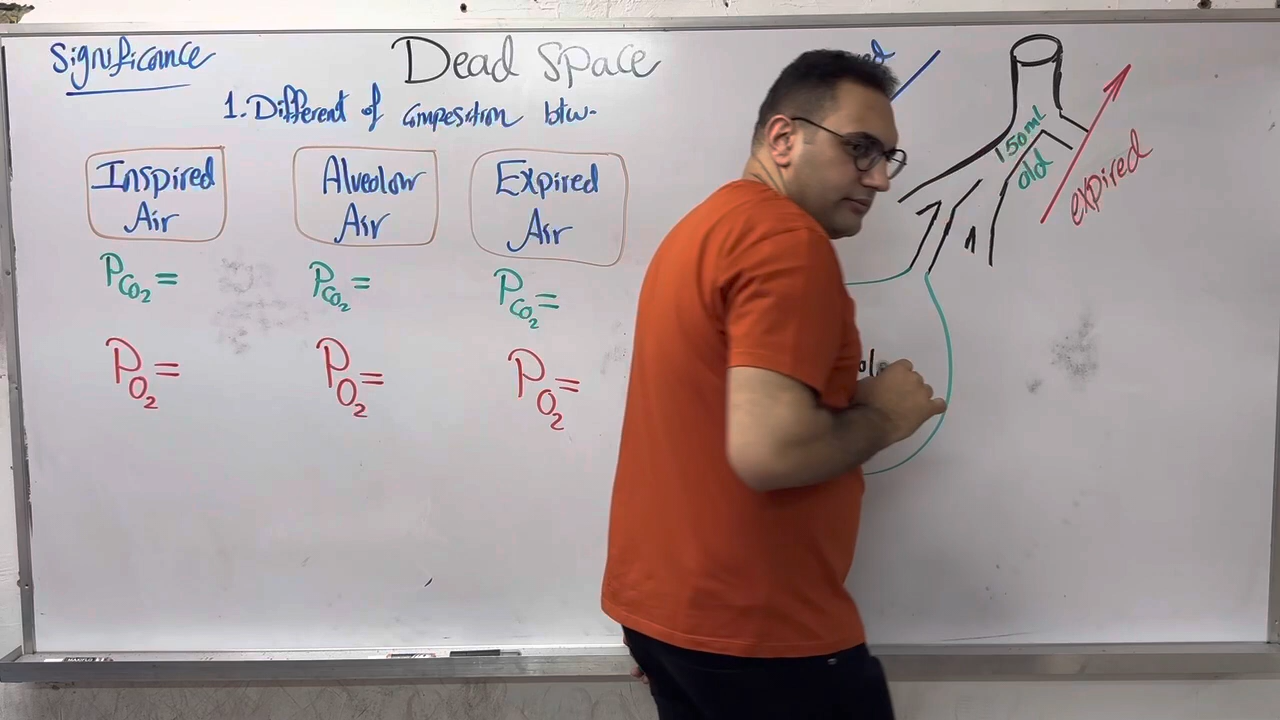 Significance
Dead Space
1. Different of composition btw.
Inspired
Air
Alveolar
Air
Expired
Air
PCO2=
PCO2=
PCO2=
PO2=
PO2=
PO2=
150ml
old
expired